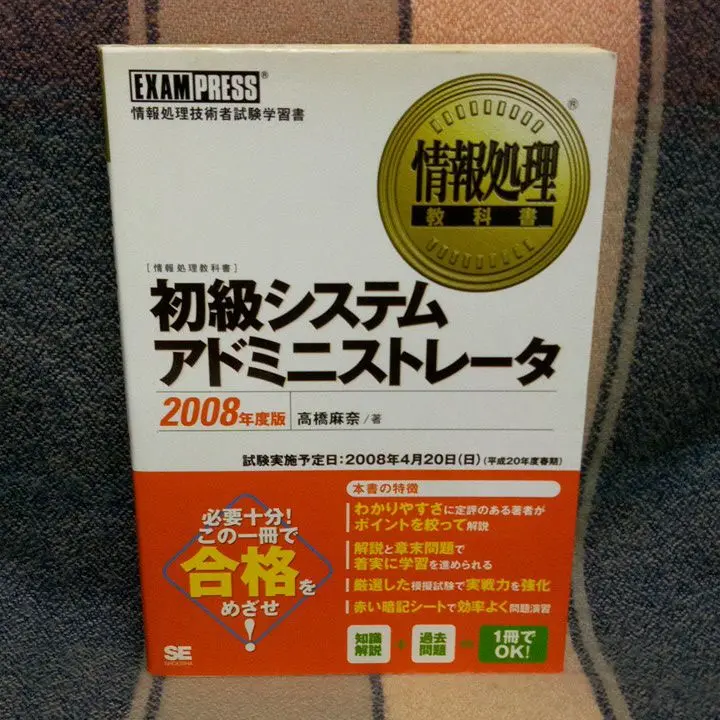 EXAMPRESS®
情報処理技術者試験学習書
®
情報処理
教科書
[情報処理教科書]
初級システム
アドミニストレータ
2008年度版 高橋麻奈/著
試験実施予定日:2008年4月20日(日) (平成20年度春期)
必要十分!
この一冊で
合格を
めざせ!
本書の特徴
わかりやすさに定評のある著者が
ポイントを絞って解説
解説と章末問題で
着実に学習を進められる
厳選した模擬試験で実戦力を強化
赤い暗記シートで効率よく問題演習
知識
解説
+
過去
問題
1冊で
OK!
SE
SHOEISHA